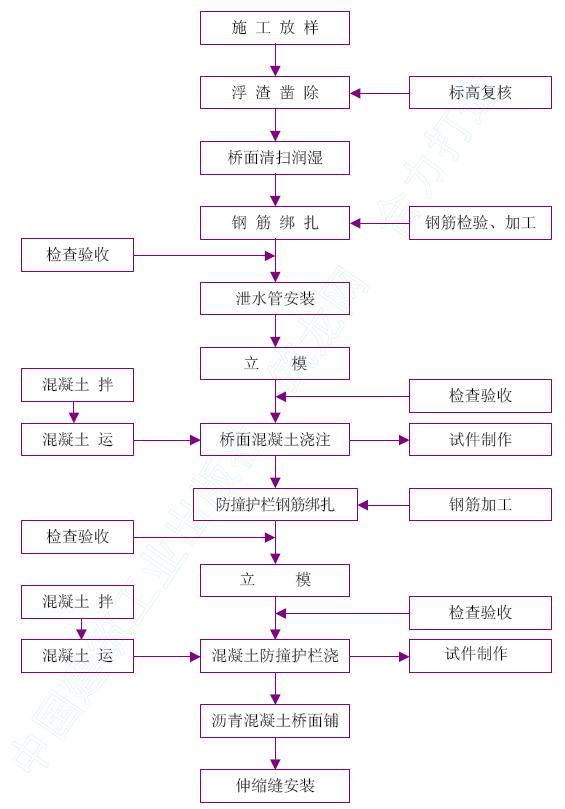 施 工 放 样
浮 渣 凿 除
标高复核
桥面清扫润湿
钢 筋 绑 扎
钢筋检验、加工
检查验收
泄水管安装
立 模
混凝土 拌
检查验收
混凝土 运
桥面混凝土浇注
试件制作
防撞护栏钢筋绑扎
钢筋加工
检查验收
立 模
混凝土 拌
检查验收
混凝土 运
混凝土防撞护栏浇
试件制作
沥青混凝土桥面铺
伸缩缝安装